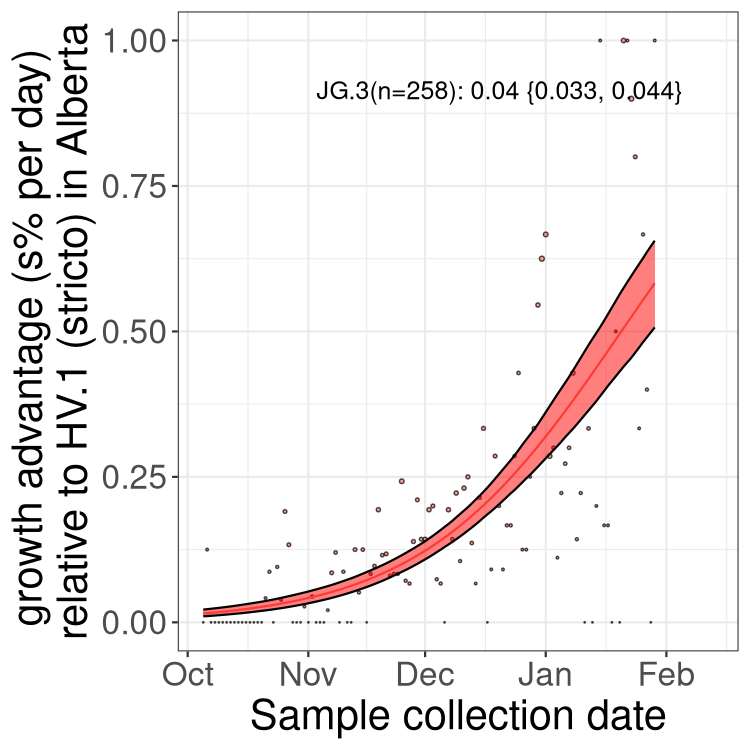 growth advantage (s% per day)
relative to HV.1 (stricto) in Alberta
1.00
0.75
0.50
0.25
0.00
JG.3(n=258): 0.04 {0.033, 0.044}
Oct Nov Dec Jan Feb
Sample collection date